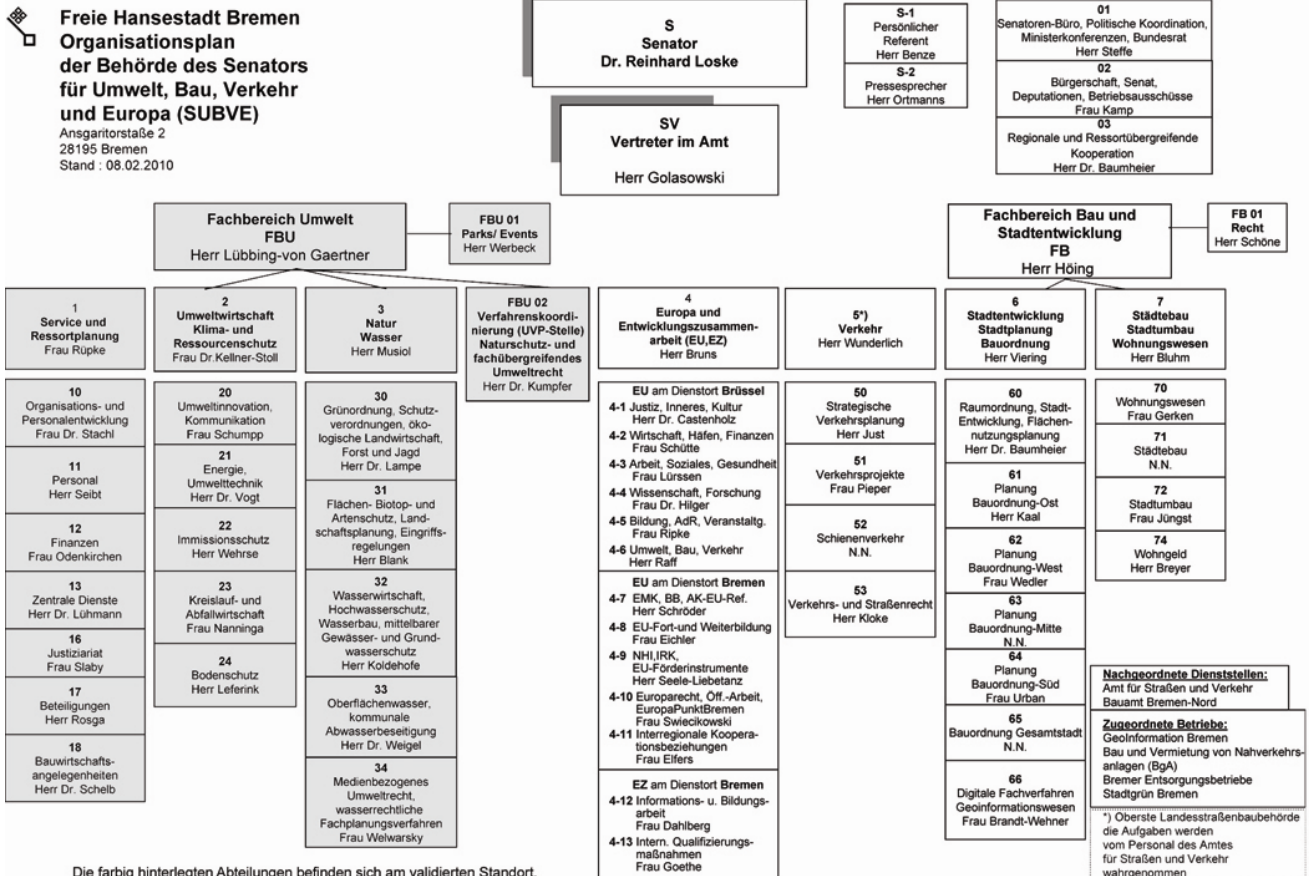 Freie Hansestadt Bremen
Organisationsplan
der Behörde des Senators
für Umwelt, Bau, Verkehr
und Europa (SUBVE)
Ansgaritorstaße 2
28195 Bremen
Stand : 08.02.2010
S
Senator
Dr. Reinhard Loske
SV
Vertreter im Amt
Herr Golasowski
S-1
Persönlicher
Referent
Herr Benze
S-2
Pressesprecher
Herr Ortmanns
01
Senatoren-Büro, Politische Koordination,
Ministerkonferenzen, Bundesrat
Herr Steffe
02
Bürgerschaft, Senat,
Deputationen, Betriebsausschüsse
Frau Kamp
03
Regionale und Ressortübergreifende
Kooperation
Herr Dr. Baumheier
Fachbereich Umwelt
FBU
Herr Lübbing-von Gaertner
FBU 01
Parks/ Events
Herr Werbeck
Fachbereich Bau und
Stadtentwicklung
FB
Herr Höing
FB 01
Recht
Herr Schöne
1
Service und
Ressortplanung
Frau Rüpke
10
Organisations- und
Personalentwicklung
Frau Dr. Stachl
11
Personal
Herr Seibt
12
Finanzen
Frau Odenkirchen
13
Zentrale Dienste
Herr Dr. Lühmann
16
Justiziariat
Frau Slaby
17
Beteiligungen
Herr Rosga
18
Bauwirtschafts-
angelegenheiten
Herr Dr. Schelb
2
Umweltwirtschaft
Klima- und
Ressourcenschutz
Frau Dr.Kellner-Stoll
20
Umweltinnovation,
Kommunikation
Frau Schumpp
21
Energie,
Umwelttechnik
Herr Dr. Vogt
22
Immissionsschutz
Herr Wehrse
23
Kreislauf- und
Abfallwirtschaft
Frau Nanninga
24
Bodenschutz
Herr Leferink
3
Natur
Wasser
Herr Musiol
30
Grünordnung, Schutz-
verordnungen, öko-
logische Landwirtschaft,
Forst und Jagd
Herr Dr. Lampe
31
Flächen- Biotop- und
Artenschutz, Land-
schaftsplanung, Eingriffs-
regelungen
Herr Blank
32
Wasserwirtschaft,
Hochwasserschutz,
Wasserbau, mittelbarer
Gewässer- und Grund-
wasserschutz
Herr Koldehofe
33
Oberflächenwasser,
kommunale
Abwasserbeseitigung
Herr Dr. Weigel
34
Medienbezogenes
Umweltrecht,
wasserrechtliche
Fachplanungsverfahren
Frau Welwarsky
FBU 02
Verfahrenskoordi-
nierung (UVP-Stelle)
Naturschutz- und
fachübergreifendes
Umweltrecht
Herr Dr. Kumpfer
4
Europa und
Entwicklungszusammen-
arbeit (EU,EZ)
Herr Bruns
EU am Dienstort Brüssel
4-1 Justiz, Inneres, Kultur
Herr Dr. Castenholz
4-2 Wirtschaft, Häfen, Finanzen
Frau Schütte
4-3 Arbeit, Soziales, Gesundheit
Frau Lürssen
4-4 Wissenschaft, Forschung
Frau Dr. Hilger
4-5 Bildung, AdR, Veranstaltg.
Frau Ripke
4-6 Umwelt, Bau, Verkehr
Herr Raff
EU am Dienstort Bremen
4-7 EMK, BB, AK-EU-Ref.
Herr Schröder
4-8 EU-Fort-und Weiterbildung
Frau Eichler
4-9 NHI,IRK,
EU-Förderinstrumente
Herr Seele-Liebetanz
4-10 Europarecht, Öff.-Arbeit,
EuropaPunktBremen
Frau Swiecikowski
4-11 Interregionale Koopera-
tionsbeziehungen
Frau Elfers
EZ am Dienstort Bremen
4-12 Informations- u. Bildungs-
arbeit
Frau Dahlberg
4-13 Intern. Qualifizierungs-
maßnahmen
Frau Goethe
5*)
Verkehr
Herr Wunderlich
50
Strategische
Verkehrsplanung
Herr Just
51
Verkehrsprojekte
Frau Pieper
52
Schienenverkehr
N.N.
53
Verkehrs- und Straßenrecht
Herr Kloke
6
Stadtentwicklung
Stadtplanung
Bauordnung
Herr Viering
60
Raumordnung, Stadt-
Entwicklung, Flächen-
nutzungsplanung
Herr Dr. Baumheier
61
Planung
Bauordnung-Ost
Herr Kaal
62
Planung
Bauordnung-West
Frau Wedler
63
Planung
Bauordnung-Mitte
N.N.
64
Planung
Bauordnung-Süd
Frau Urban
65
Bauordnung Gesamtstadt
N.N.
66
Digitale Fachverfahren
Geoinformationswesen
Frau Brandt-Wehner
7
Städtebau
Stadtumbau
Wohnungswesen
Herr Bluhm
70
Wohnungswesen
Frau Gerken
71
Städtebau
N.N.
72
Stadtumbau
Frau Jüngst
74
Wohngeld
Herr Breyer
Nachgeordnete Dienststellen:
Amt für Straßen und Verkehr
Bauamt Bremen-Nord
Zugeordnete Betriebe:
GeoInformation Bremen
Bau und Vermietung von Nahverkehrs-
anlagen (BgA)
Bremer Entsorgungsbetriebe
Stadtgrün Bremen
*) Oberste Landesstraßenbaubehörde
die Aufgaben werden
vom Personal des Amtes
für Straßen und Verkehr
wahrgenommen
Die farbig hinterlegten Abteilungen befinden sich am validierten Standort.